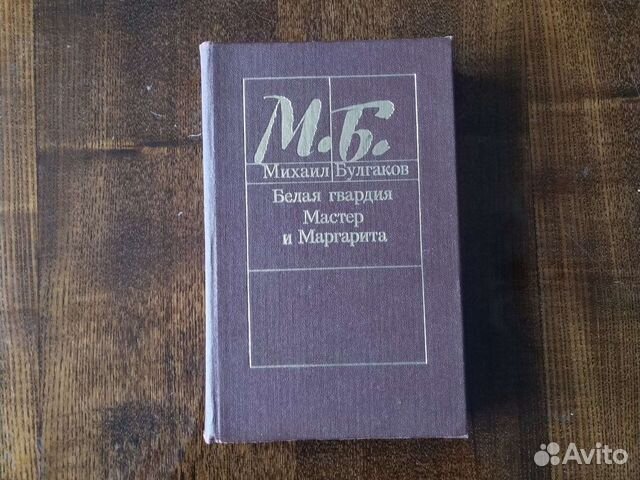 М.Б.
Михаил Булгаков
Белая гвардия
Мастер
и Маргарита
Avito